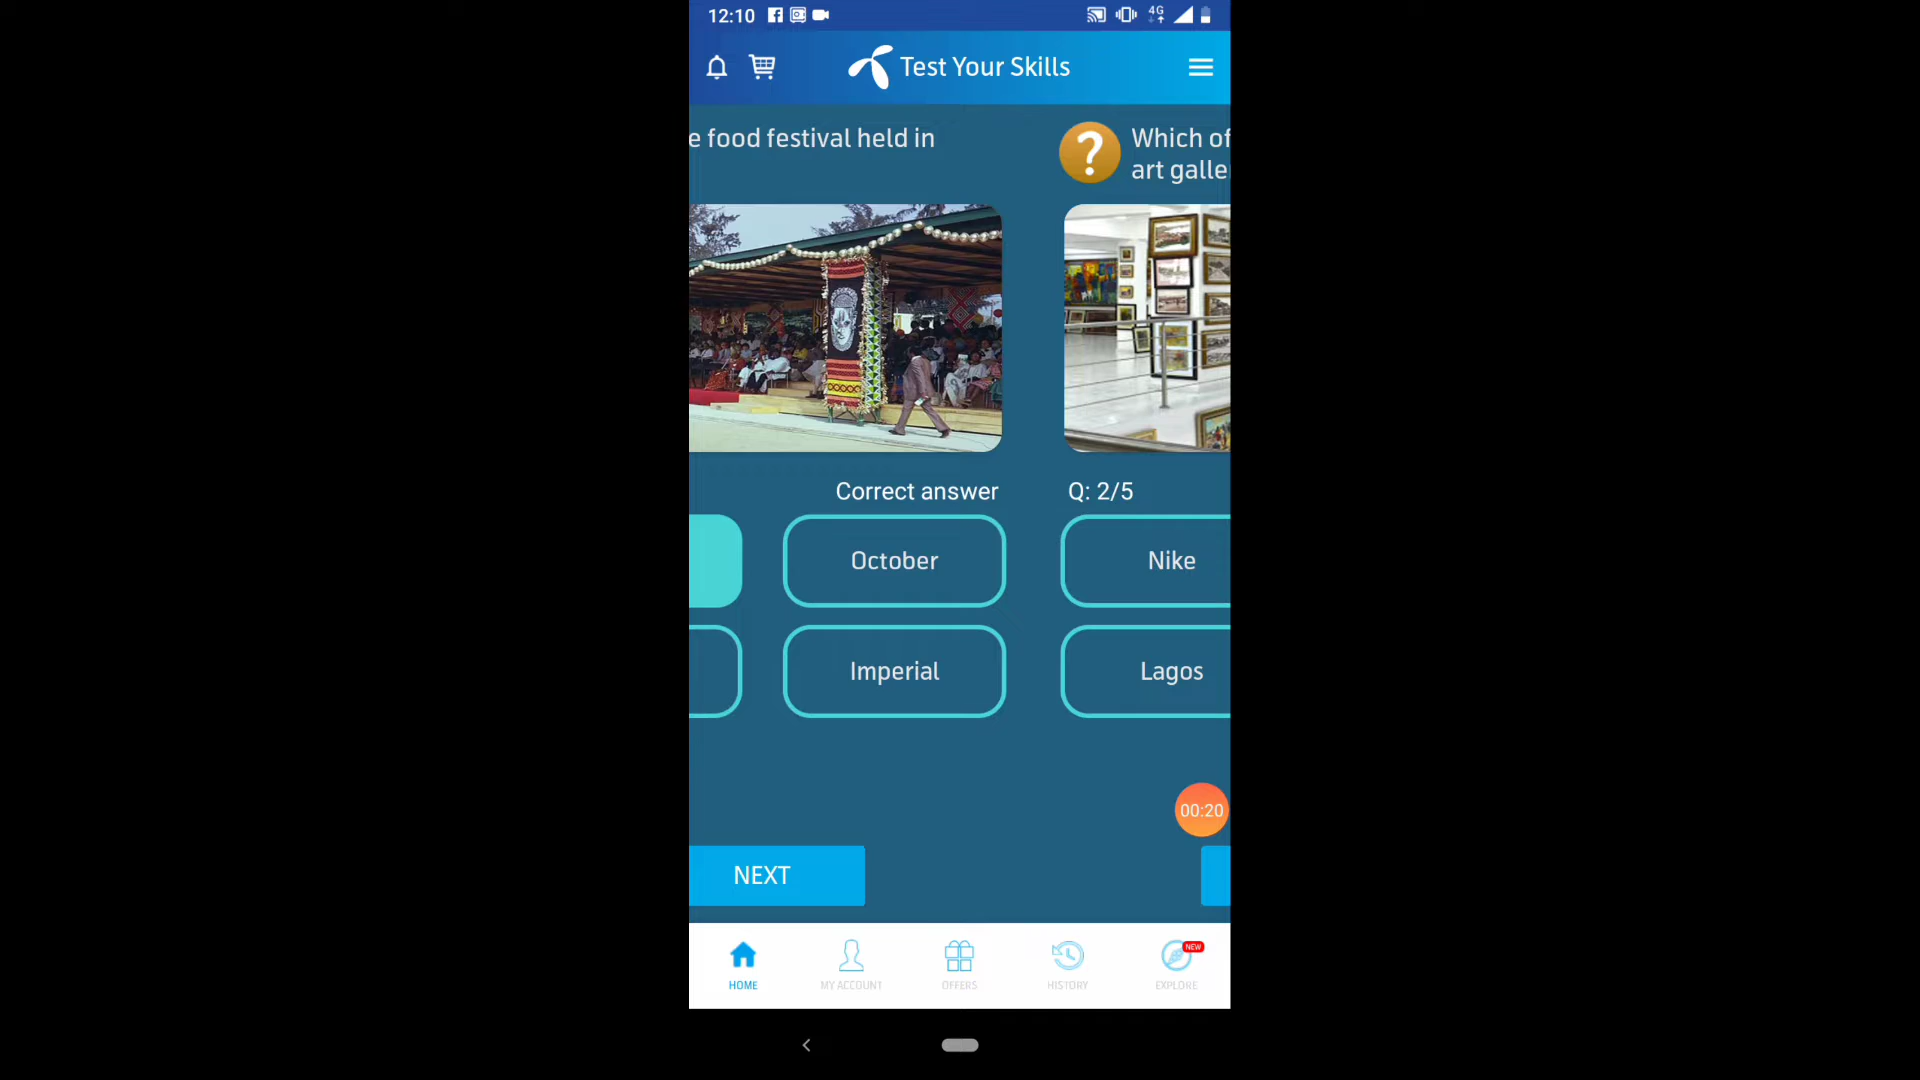 12:10
4G
Test Your Skills
e food festival held in
Which of
art galle
Correct answer
Q: 2/5
October
Nike
Imperial
Lagos
00:20
NEXT
NEW
HOME
MY ACCOUNT
OFFERS
HISTORY
EXPLORE